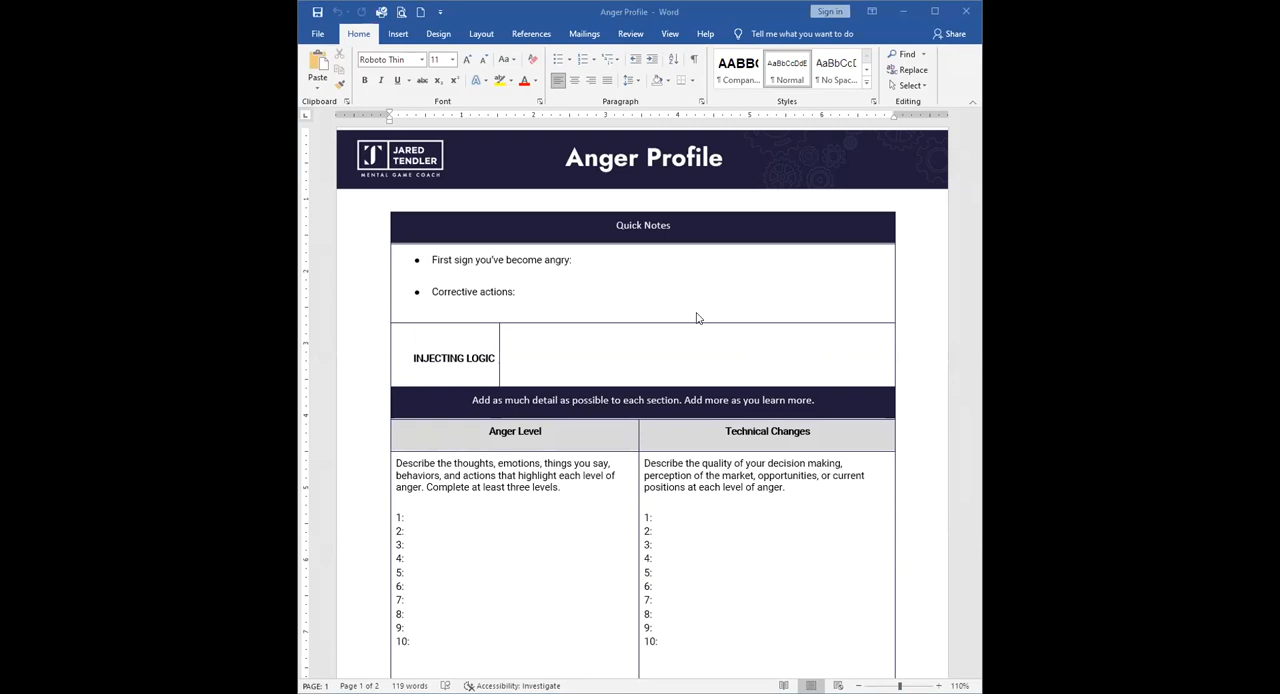 Anger Profile - Word
Sign in
File Home Insert Design Layout References Mailings Review View Help Tell me what you want to do Share
Paste
Roboto Thin 11
AABB( AaBbCcDdE AaBbCcI
¶ Compan... ¶ Normal ¶ No Spac...
Find
Replace
Select
Clipboard Font Paragraph Styles Editing
1 2 3 4 5 6
JARED
TENDLER
MENTAL GAME COACH
Anger Profile
Quick Notes
● First sign you've become angry:
● Corrective actions:
INJECTING LOGIC
Add as much detail as possible to each section. Add more as you learn more.
Anger Level Technical Changes
Describe the thoughts, emotions, things you say,
behaviors, and actions that highlight each level of
anger. Complete at least three levels.
1:
2:
3:
4:
5:
6:
7:
8:
9:
10:
Describe the quality of your decision making,
perception of the market, opportunities, or current
positions at each level of anger.
1:
2:
3:
4:
5:
6:
7:
8:
9:
10:
PAGE: 1 Page 1 of 2 119 words Accessibility: Investigate 110%